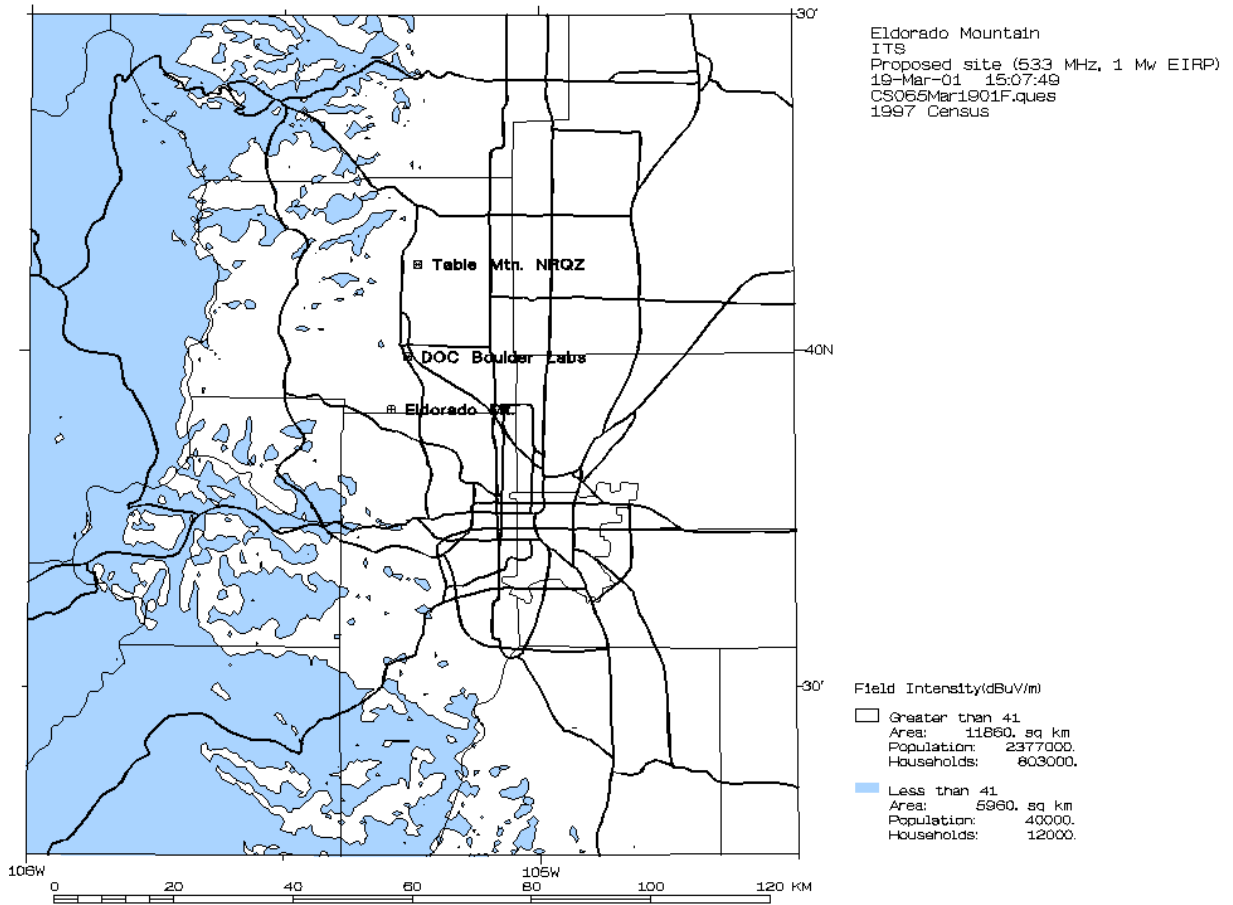 30'
Eldorado Mountain
ITS
Proposed site (533 MHz, 1 Mw EIRP)
19-Mar-01 15:07:49
CS065Mar1901F.ques
1997 Census
Table Mtn. NRQZ
40N
DOC Boulder Labs
Eldorado Mt.
30'
Field Intensity(dBuV/m)
Greater than 41
Area: 11860. sq km
Population: 2377000.
Households: 803000.
Less than 41
Area: 5960. sq km
Population: 40000.
Households: 12000.
106W 105W
0 20 40 60 80 100 120 KM